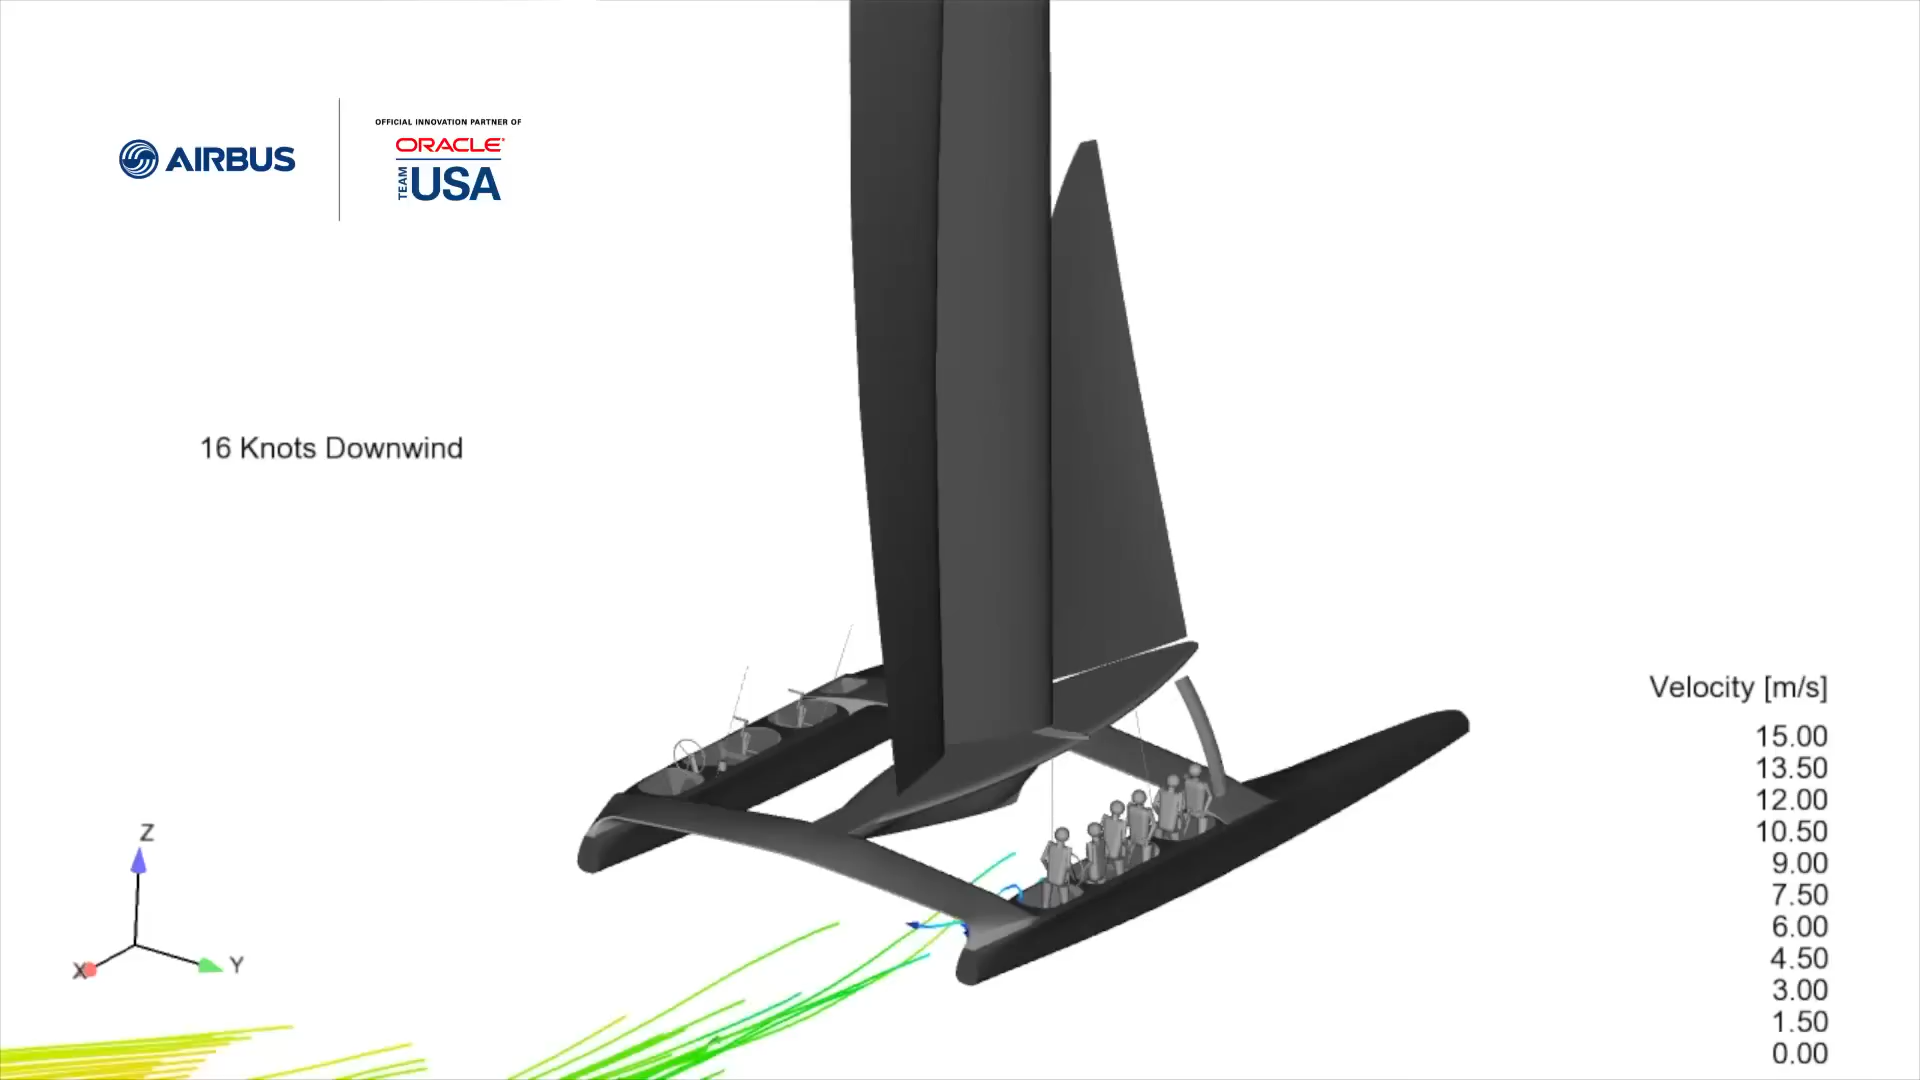 AIRBUS
OFFICIAL INNOVATION PARTNER OF
ORACLE
TEAM
USA
16 Knots Downwind
Velocity [m/s]
15.00
13.50
12.00
10.50
9.00
7.50
6.00
4.50
3.00
1.50
0.00
Z
X
Y